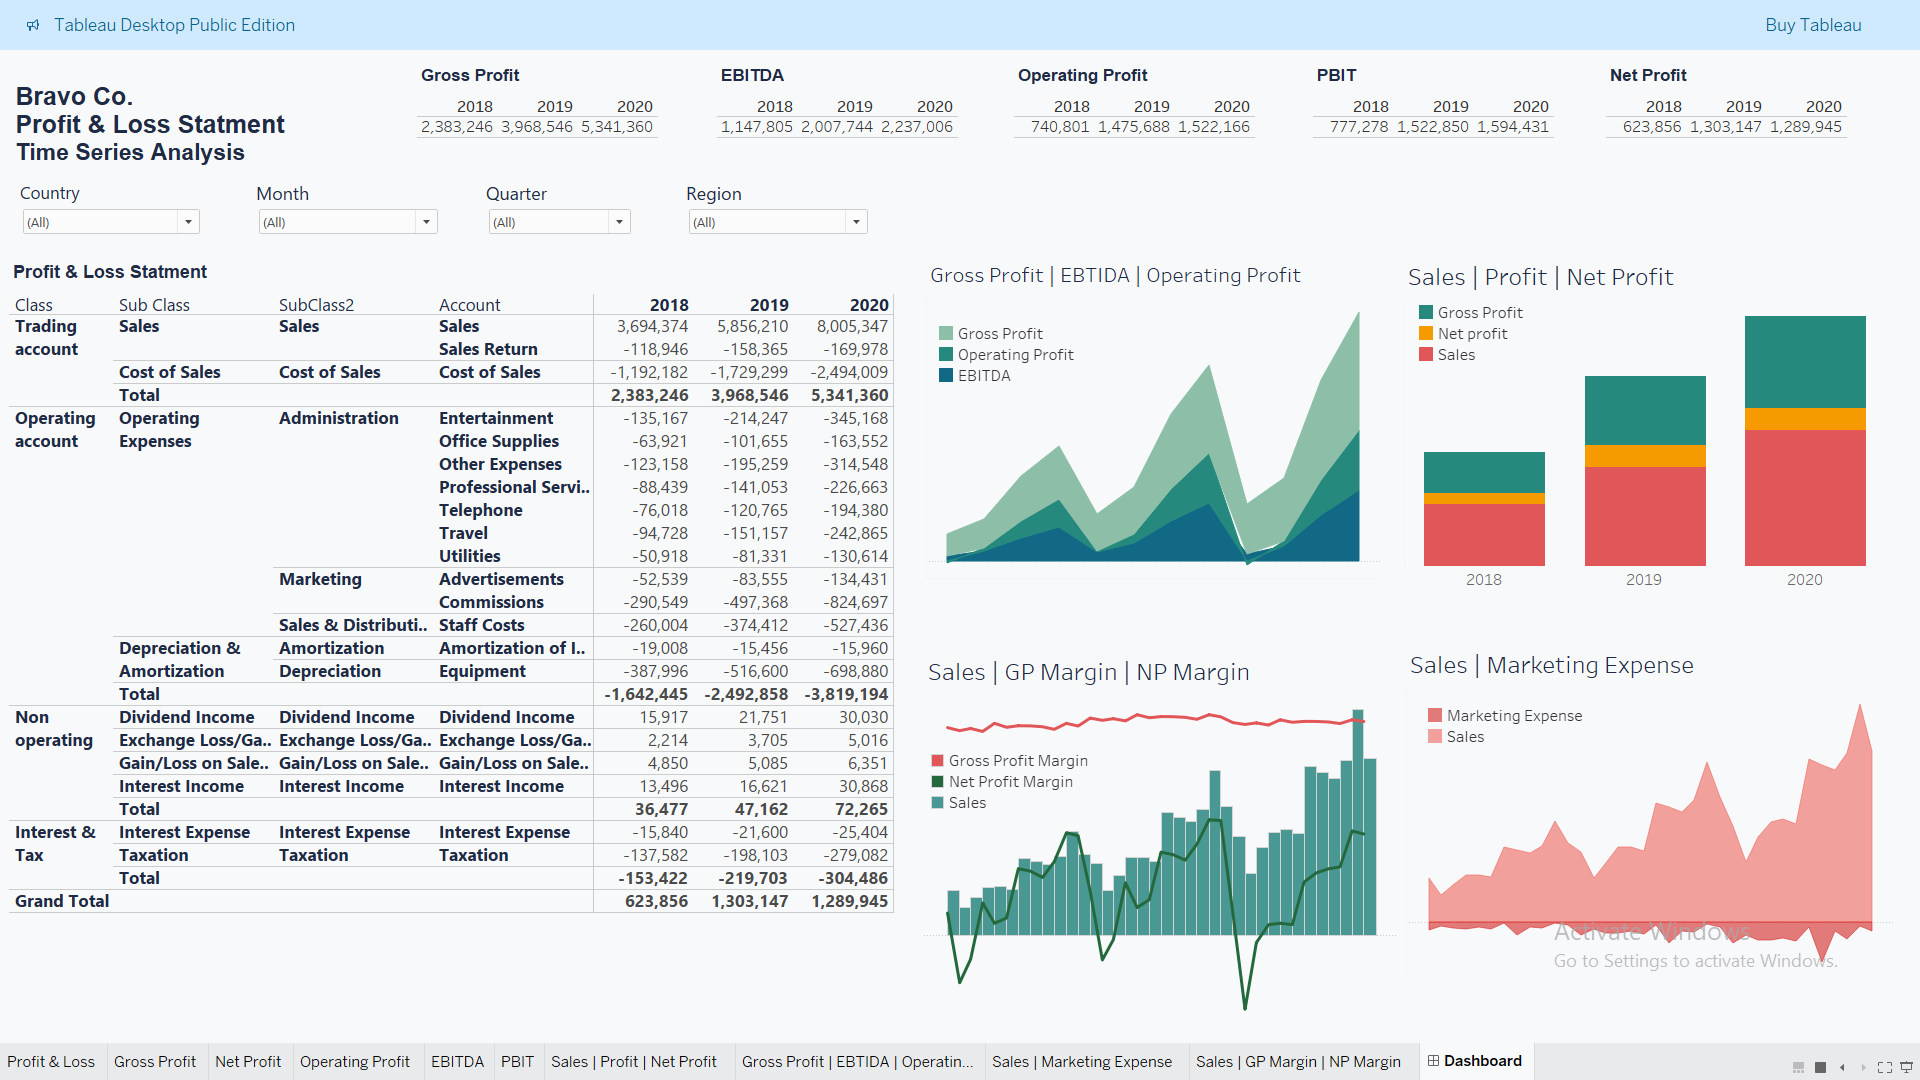 Tableau Desktop Public Edition Buy Tableau
Bravo Co.
Profit & Loss Statment
Time Series Analysis
Gross Profit
2018 2019 2020
2,383,246 3,968,546 5,341,360
EBITDA
2018 2019 2020
1,147,805 2,007,744 2,237,006
Operating Profit
2018 2019 2020
740,801 1,475,688 1,522,166
PBIT
2018 2019 2020
777,278 1,522,850 1,594,431
Net Profit
2018 2019 2020
623,856 1,303,147 1,289,945
Country Month Quarter Region
(All) (All) (All) (All)
Profit & Loss Statment
Class Sub Class SubClass2 Account 2018 2019 2020
Trading Sales Sales Sales 3,694,374 5,856,210 8,005,347
account Sales Return -118,946 -158,365 -169,978
Cost of Sales Cost of Sales Cost of Sales -1,192,182 -1,729,299 -2,494,009
Total 2,383,246 3,968,546 5,341,360
Operating Operating Administration Entertainment -135,167 -214,247 -345,168
account Expenses Office Supplies -63,921 -101,655 -163,552
Other Expenses -123,158 -195,259 -314,548
Professional Servi.. -88,439 -141,053 -226,663
Telephone -76,018 -120,765 -194,380
Travel -94,728 -151,157 -242,865
Utilities -50,918 -81,331 -130,614
Marketing Advertisements -52,539 -83,555 -134,431
Commissions -290,549 -497,368 -824,697
Sales & Distributi.. Staff Costs -260,004 -374,412 -527,436
Depreciation & Amortization Amortization of I.. -19,008 -15,456 -15,960
Amortization Depreciation Equipment -387,996 -516,600 -698,880
Total -1,642,445 -2,492,858 -3,819,194
Non Dividend Income Dividend Income Dividend Income 15,917 21,751 30,030
operating Exchange Loss/Ga.. Exchange Loss/Ga.. Exchange Loss/Ga.. 2,214 3,705 5,016
Gain/Loss on Sale.. Gain/Loss on Sale.. Gain/Loss on Sale.. 4,850 5,085 6,351
Interest Income Interest Income Interest Income 13,496 16,621 30,868
Total 36,477 47,162 72,265
Interest & Interest Expense Interest Expense Interest Expense -15,840 -21,600 -25,404
Tax Taxation Taxation Taxation -137,582 -198,103 -279,082
Total -153,422 -219,703 -304,486
Grand Total 623,856 1,303,147 1,289,945
Gross Profit | EBTIDA | Operating Profit
Gross Profit
Operating Profit
EBITDA
Sales | Profit | Net Profit
Gross Profit
Net profit
Sales
2018 2019 2020
Sales | GP Margin | NP Margin
Gross Profit Margin
Net Profit Margin
Sales
Sales | Marketing Expense
Marketing Expense
Sales
Activate Windows
Go to Settings to activate Windows.
Profit & Loss Gross Profit Net Profit Operating Profit EBITDA PBIT Sales | Profit | Net Profit Gross Profit | EBTIDA | Operatin... Sales | Marketing Expense Sales | GP Margin | NP Margin Dashboard